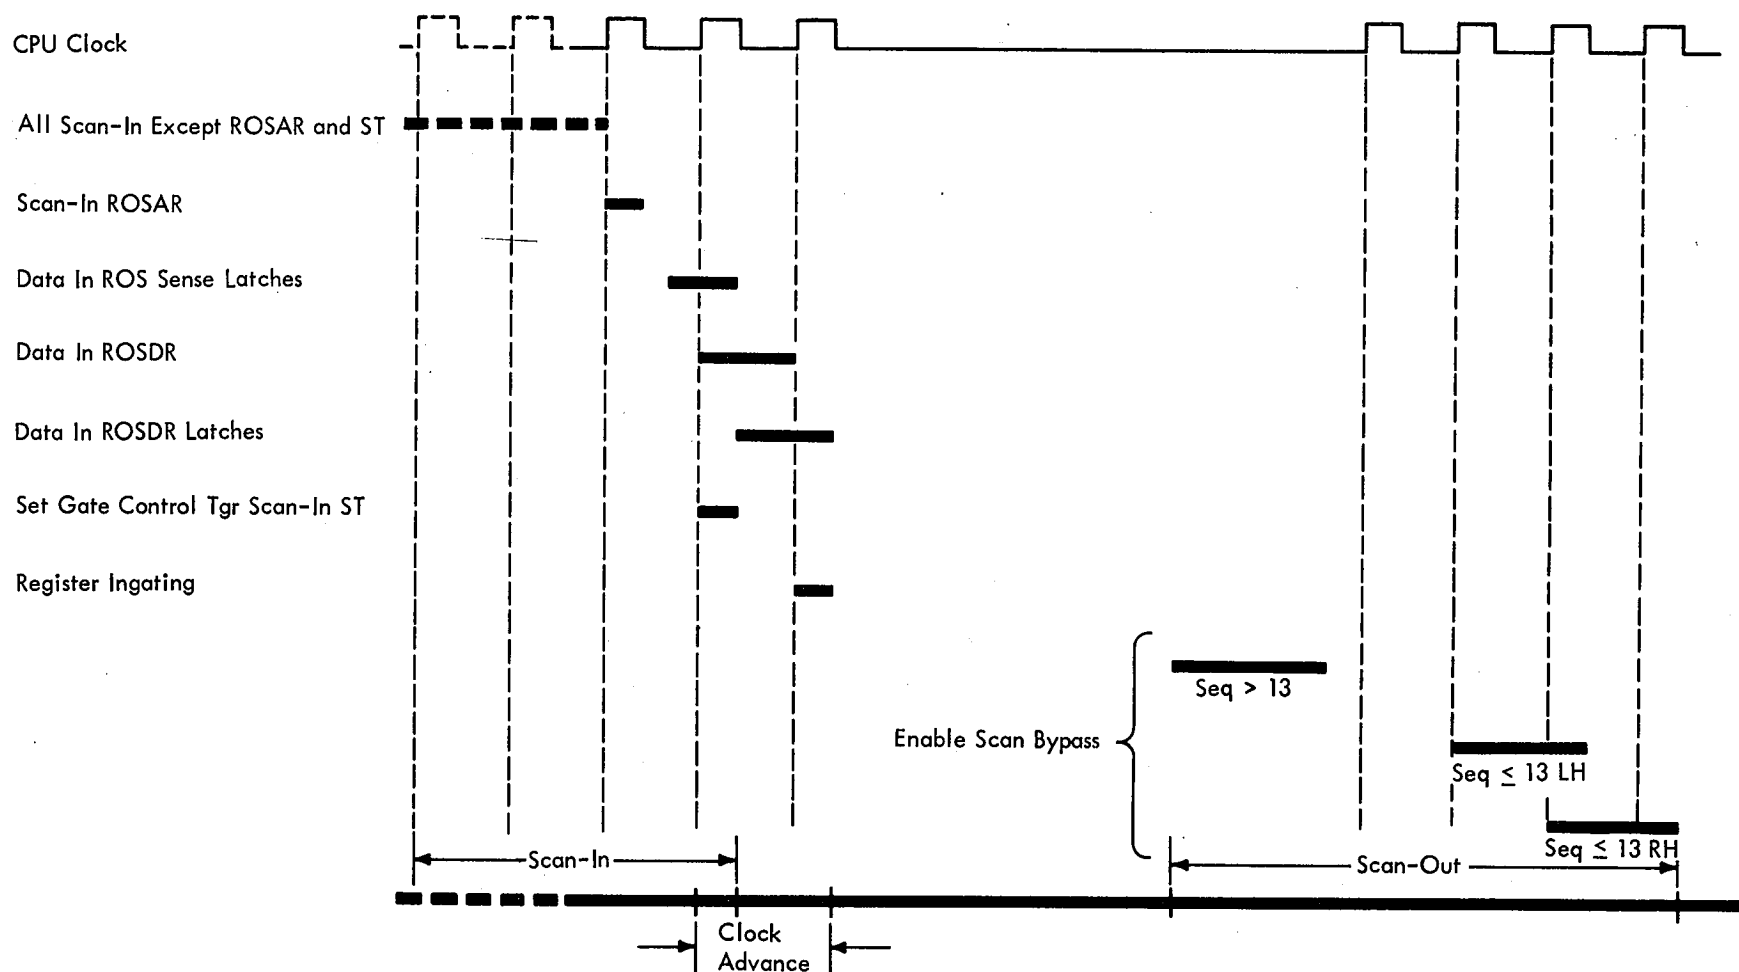 CPU Clock
All Scan-In Except ROSAR and ST
Scan-In ROSAR
Data In ROS Sense Latches
Data In ROSDR
Data In ROSDR Latches
Set Gate Control Tgr Scan-In ST
Register Ingating
Seq > 13
Enable Scan Bypass
Seq ≤ 13 LH
Seq ≤ 13 RH
Scan-In
Scan-Out
Clock
Advance